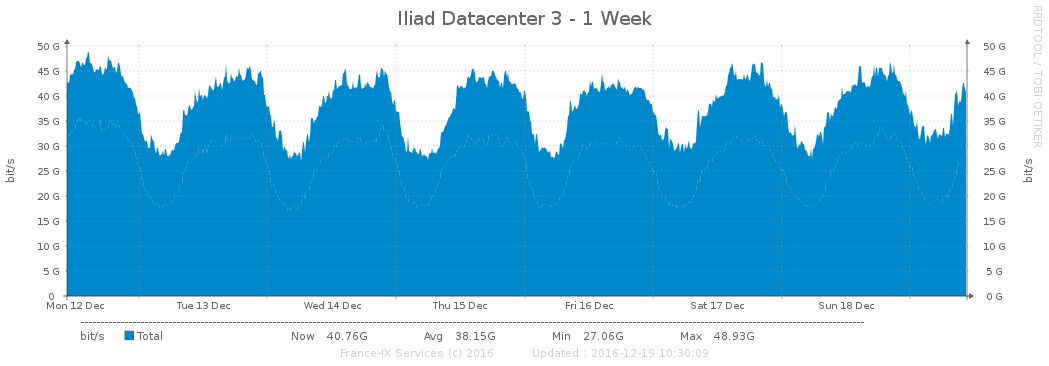 Iliad Datacenter 3 - 1 Week
RRDTOOL / TOBI OETIKER
50 G 50 G
45 G 45 G
40 G 40 G
35 G 35 G
30 G 30 G
25 G 25 G
20 G 20 G
15 G 15 G
10 G 10 G
5 G 5 G
0 0 G
bit/s bit/s
Mon 12 Dec Tue 13 Dec Wed 14 Dec Thu 15 Dec Fri 16 Dec Sat 17 Dec Sun 18 Dec
bit/s Total Now 40.76G Avg 38.15G Min 27.06G Max 48.93G
France-IX Services (c) 2016 Updated : 2016-12-19 10:30:09